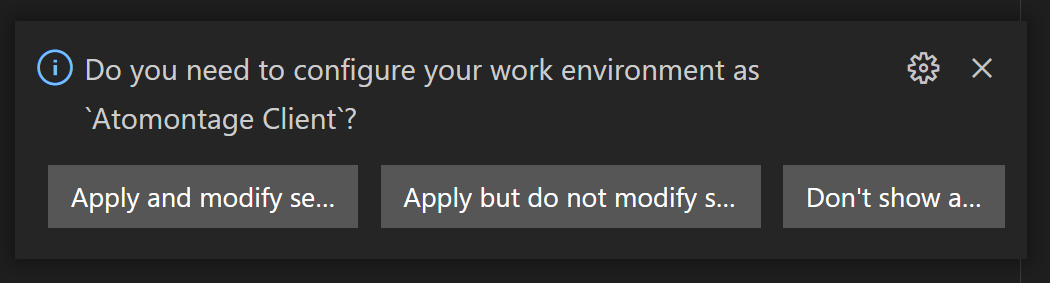 Do you need to configure your work environment as
`Atomontage Client`?
Apply and modify se...
Apply but do not modify s...
Don't show a...